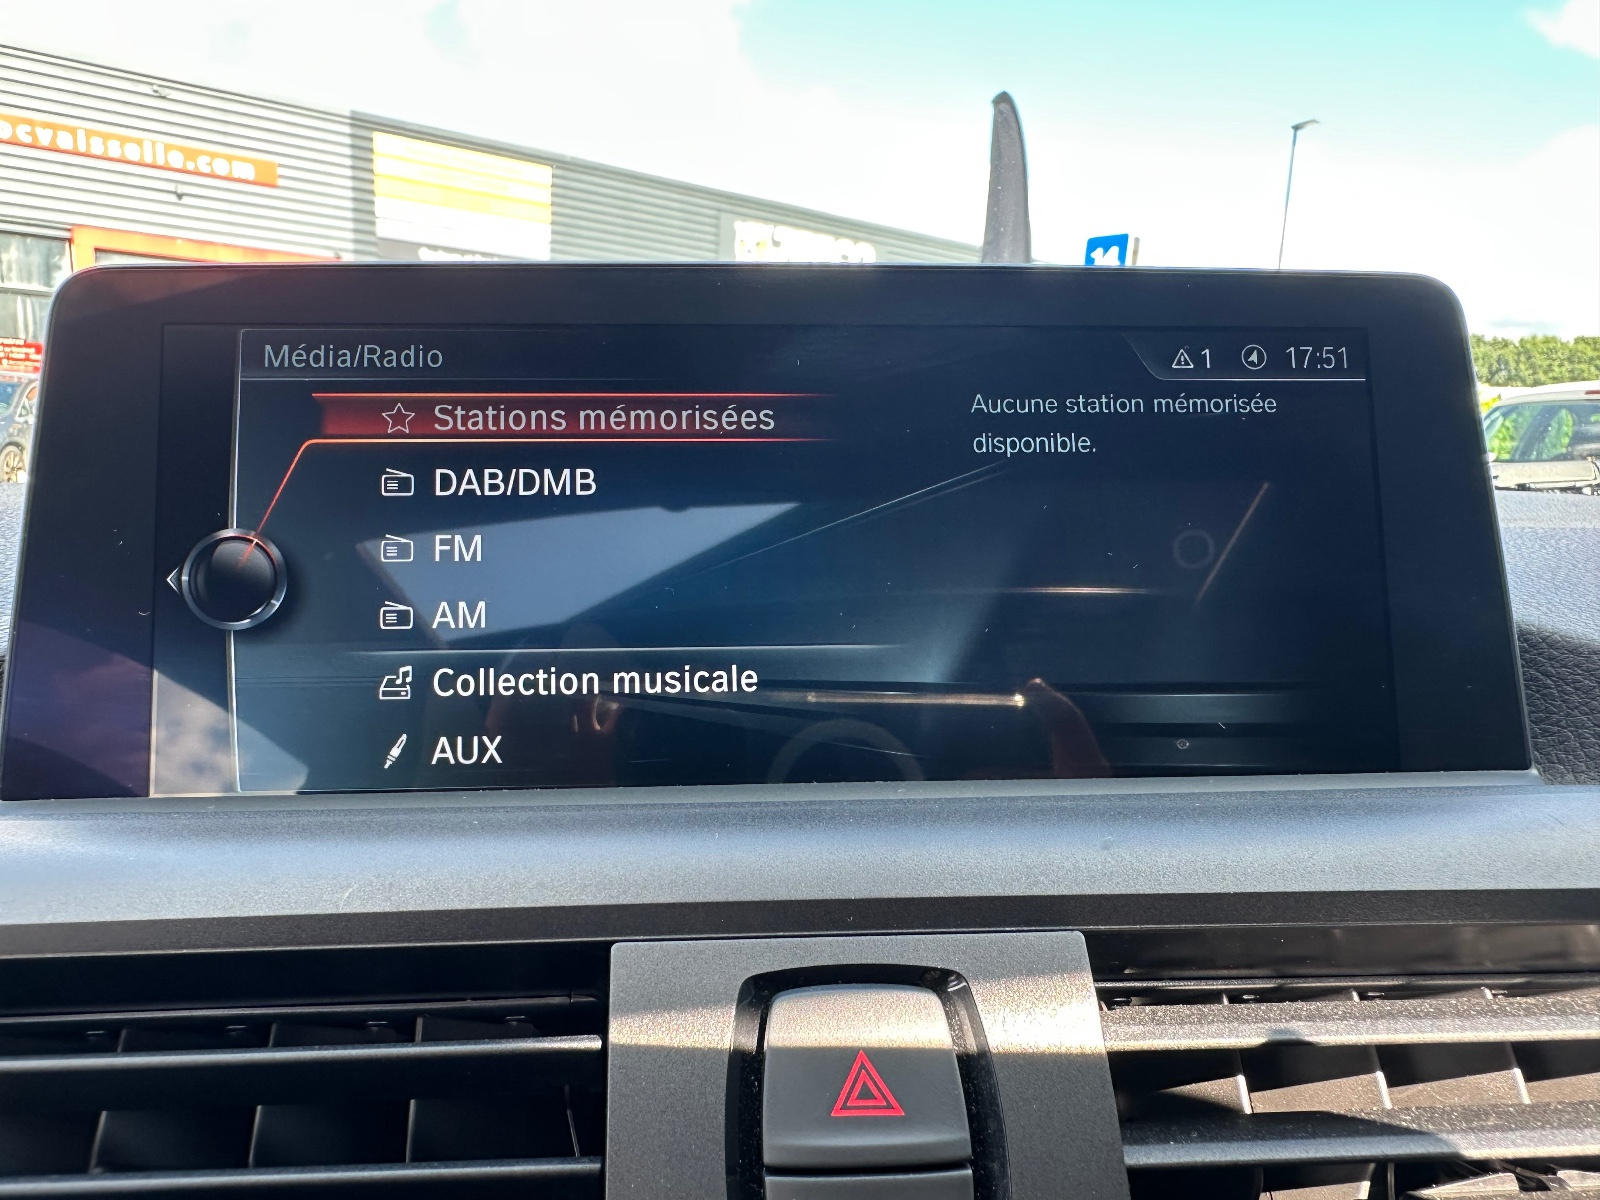 ocvaisselle.com
14
Média/Radio
1 17:51
Stations mémorisées
Aucune station mémorisée
disponible.
DAB/DMB
FM
AM
Collection musicale
AUX